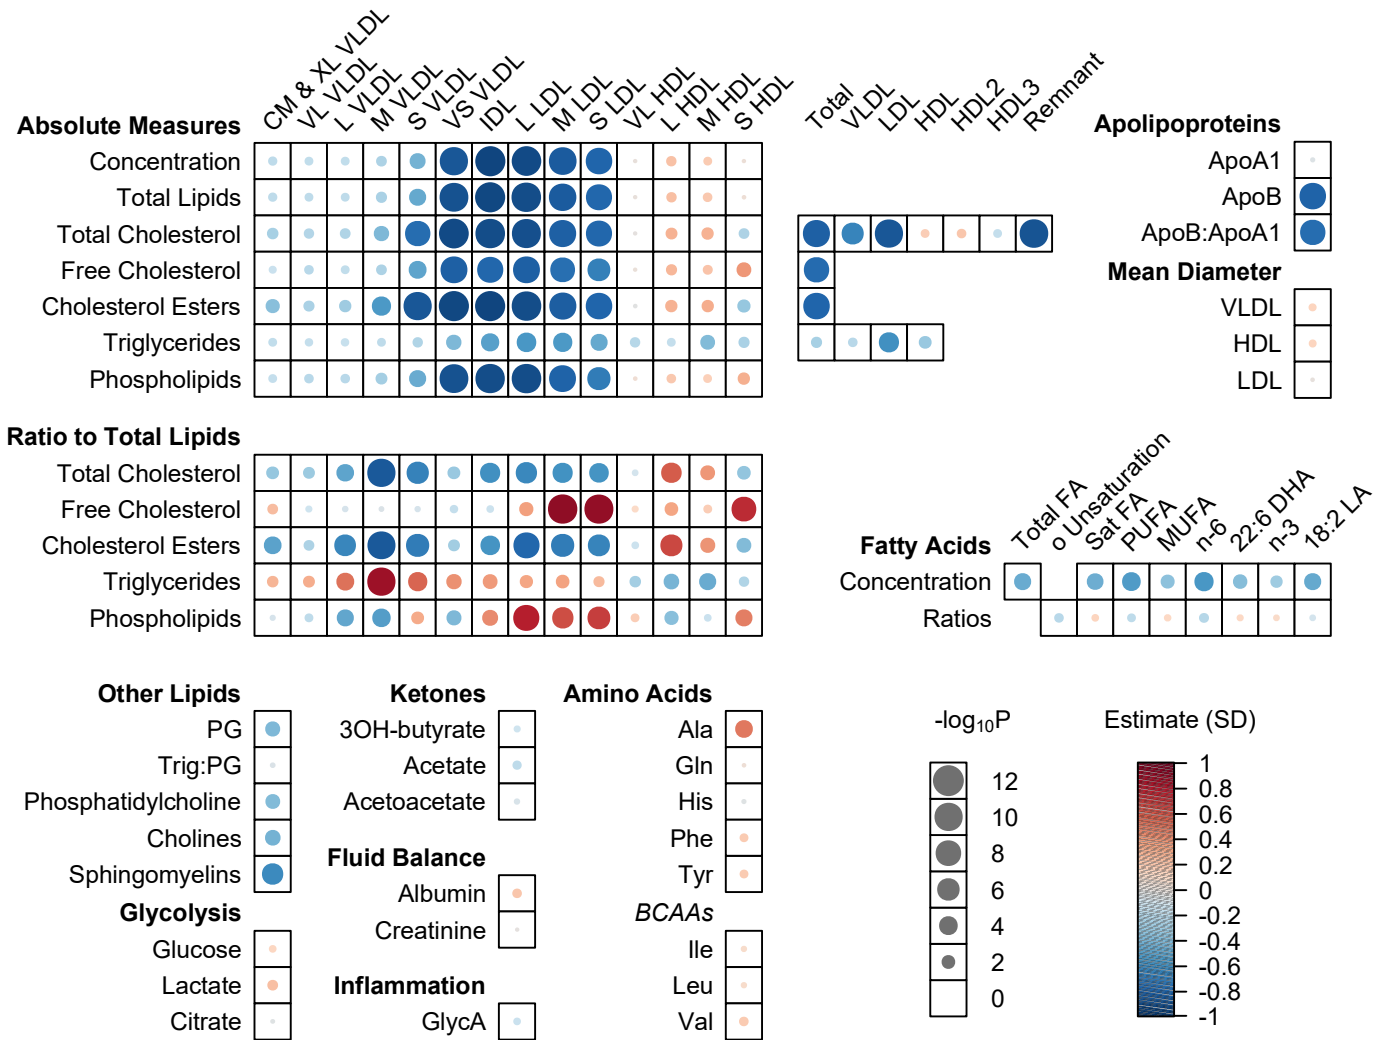 CM & XL VLDL
VL VLDL
L VLDL
M VLDL
S VLDL
VS VLDL
IDL
L LDL
M LDL
S LDL
VL HDL
L HDL
M HDL
S HDL
Total
VLDL
LDL
HDL
HDL2
HDL3
Remnant
Absolute Measures
Concentration
Total Lipids
Total Cholesterol
Free Cholesterol
Cholesterol Esters
Triglycerides
Phospholipids
Apolipoproteins
ApoA1
ApoB
ApoB:ApoA1
Mean Diameter
VLDL
HDL
LDL
Ratio to Total Lipids
Total Cholesterol
Free Cholesterol
Cholesterol Esters
Triglycerides
Phospholipids
Total FA
o Unsaturation
Sat FA
PUFA
MUFA
n-6
22:6 DHA
n-3
18:2 LA
Fatty Acids
Concentration
Ratios
Other Lipids
PG
Trig:PG
Phosphatidylcholine
Cholines
Sphingomyelins
Glycolysis
Glucose
Lactate
Citrate
Ketones
3OH-butyrate
Acetate
Acetoacetate
Fluid Balance
Albumin
Creatinine
Inflammation
GlycA
Amino Acids
Ala
Gln
His
Phe
Tyr
BCAAs
Ile
Leu
Val
-log₁₀P
12
10
8
6
4
2
0
Estimate (SD)
1
0.8
0.6
0.4
0.2
0
-0.2
-0.4
-0.6
-0.8
-1